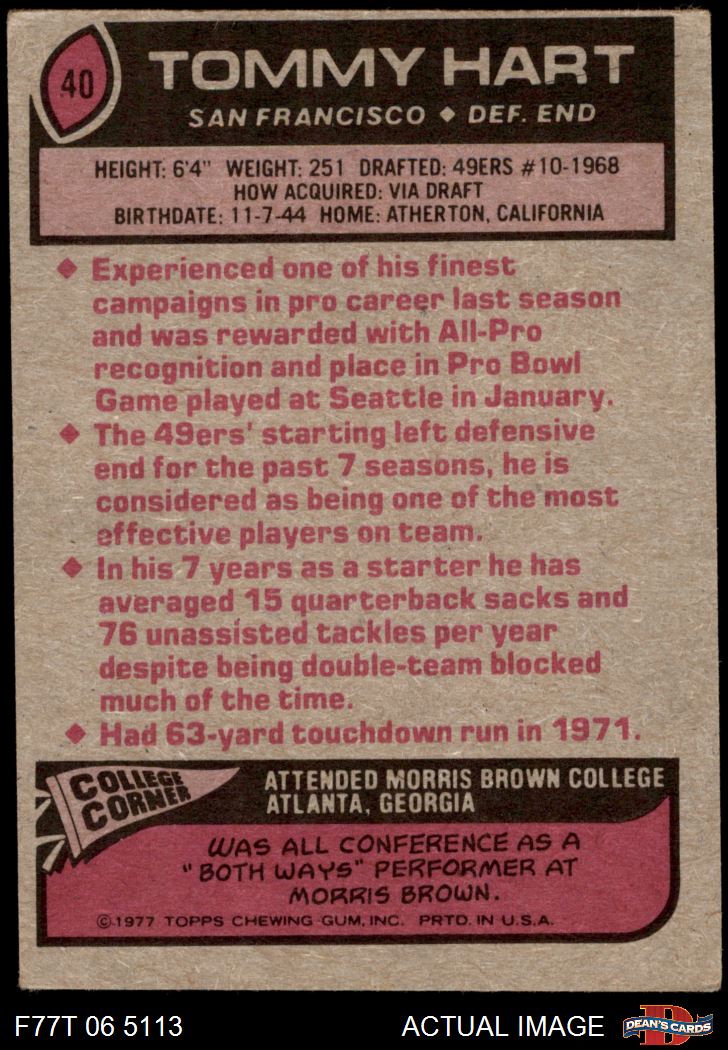 40
TOMMY HART
SAN FRANCISCO ◆ DEF. END
HEIGHT: 6'4" WEIGHT: 251 DRAFTED: 49ERS #10-1968
HOW ACQUIRED: VIA DRAFT
BIRTHDATE: 11-7-44 HOME: ATHERTON, CALIFORNIA
◆ Experienced one of his finest
campaigns in pro career last season
and was rewarded with All-Pro
recognition and place in Pro Bowl
Game played at Seattle in January.
◆ The 49ers' starting left defensive
end for the past 7 seasons, he is
considered as being one of the most
effective players on team.
◆ In his 7 years as a starter he has
averaged 15 quarterback sacks and
76 unassisted tackles per year
despite being double-team blocked
much of the time.
◆ Had 63-yard touchdown run in 1971.
COLLEGE
CORNER
ATTENDED MORRIS BROWN COLLEGE
ATLANTA, GEORGIA
WAS ALL CONFERENCE AS A
"BOTH WAYS" PERFORMER AT
MORRIS BROWN.
©1977 TOPPS CHEWING GUM, INC. PRTD. IN U.S.A.
F77T 06 5113
ACTUAL IMAGE
D
DEAN'S CARDS